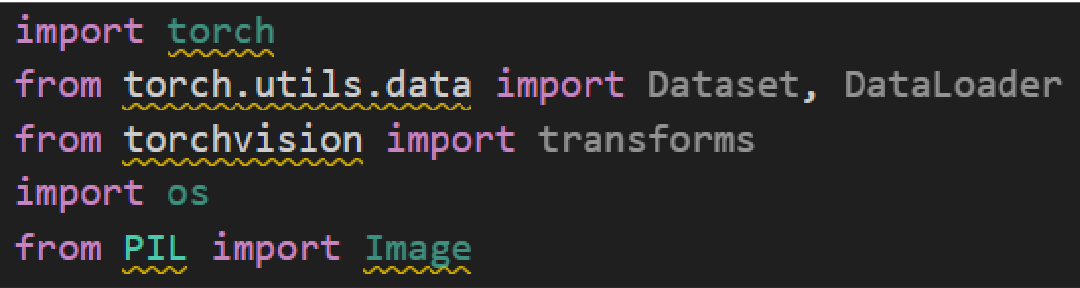 import torch
from torch.utils.data import Dataset, DataLoader
from torchvision import transforms
import os
from PIL import Image